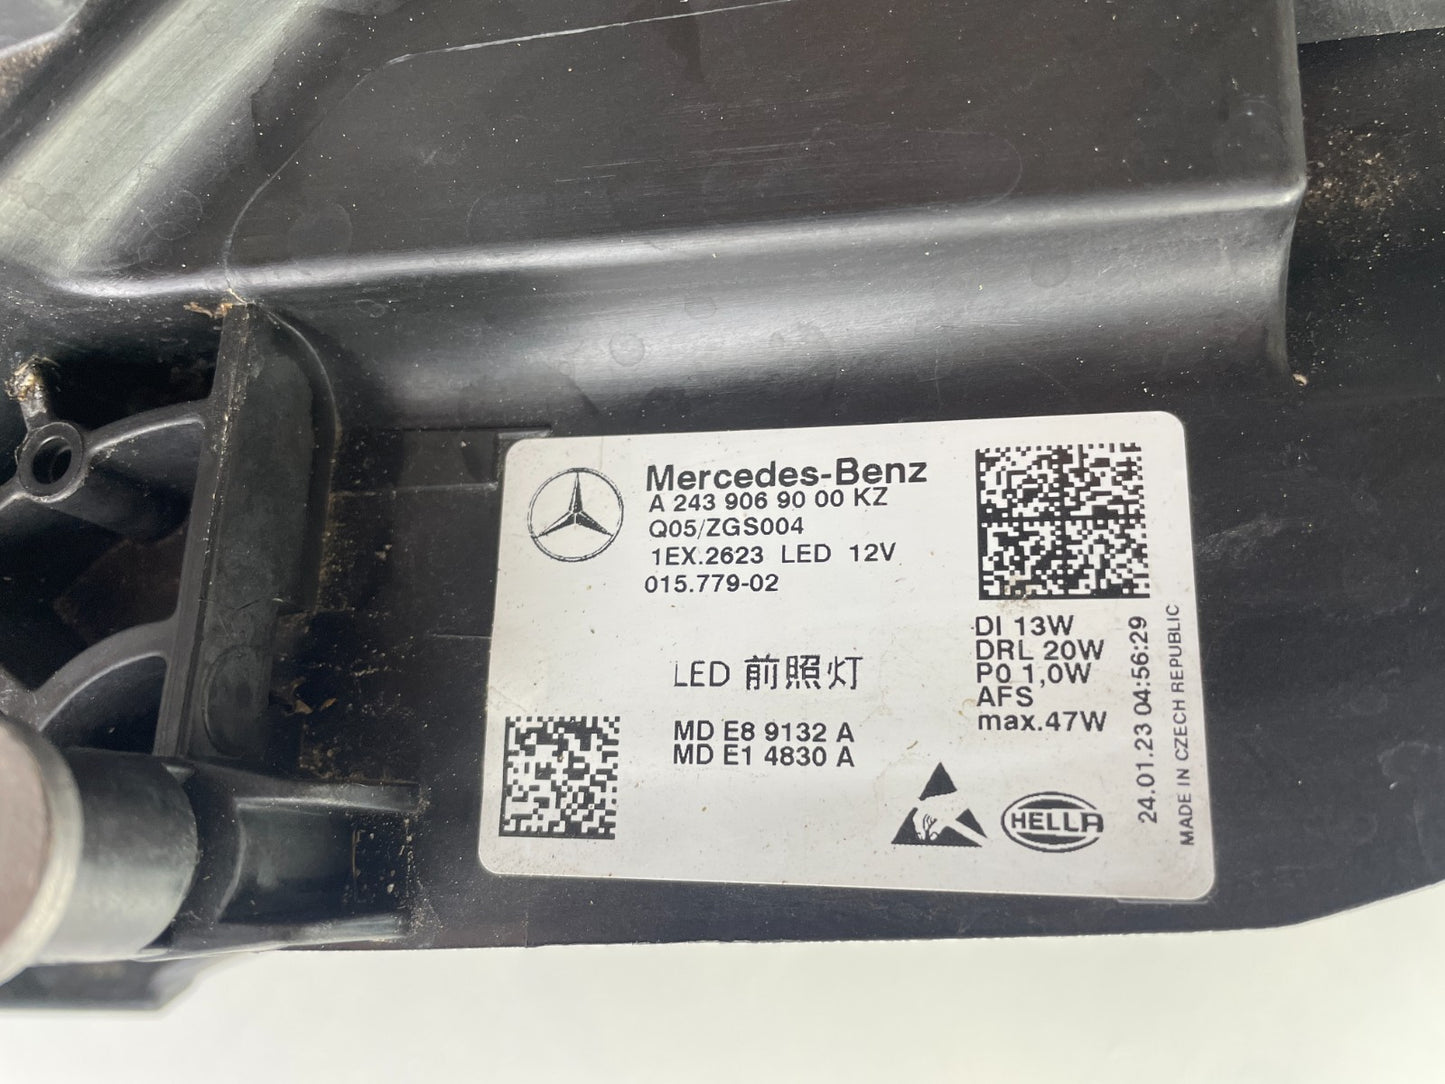 Mercedes-Benz
A 243 906 90 00 KZ
Q05/ZGS004
1EX.2623 LED 12V
015.779-02
LED 前照灯
MD E8 9132 A
MD E1 4830 A
DI 13W
DRL 20W
P0 1,0W
AFS
max.47W
HELLA
24.01.23 04:56:29
MADE IN CZECH REPUBLIC